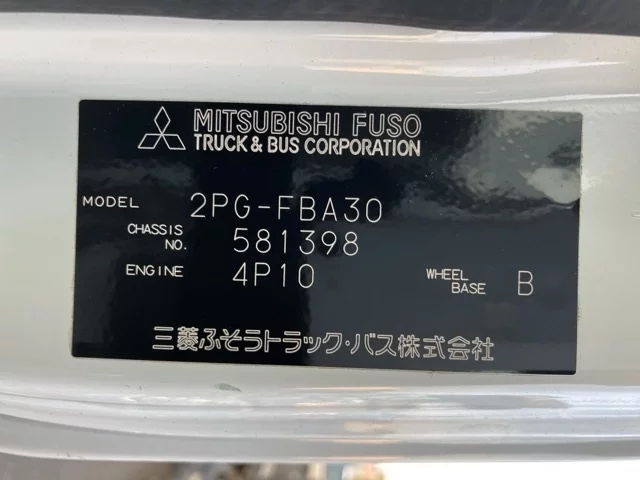 MITSUBISHI FUSO
TRUCK & BUS CORPORATION
MODEL 2PG-FBA30
CHASSIS NO. 581398
ENGINE 4P10 WHEEL BASE B
三菱ふそうトラック・バス株式会社